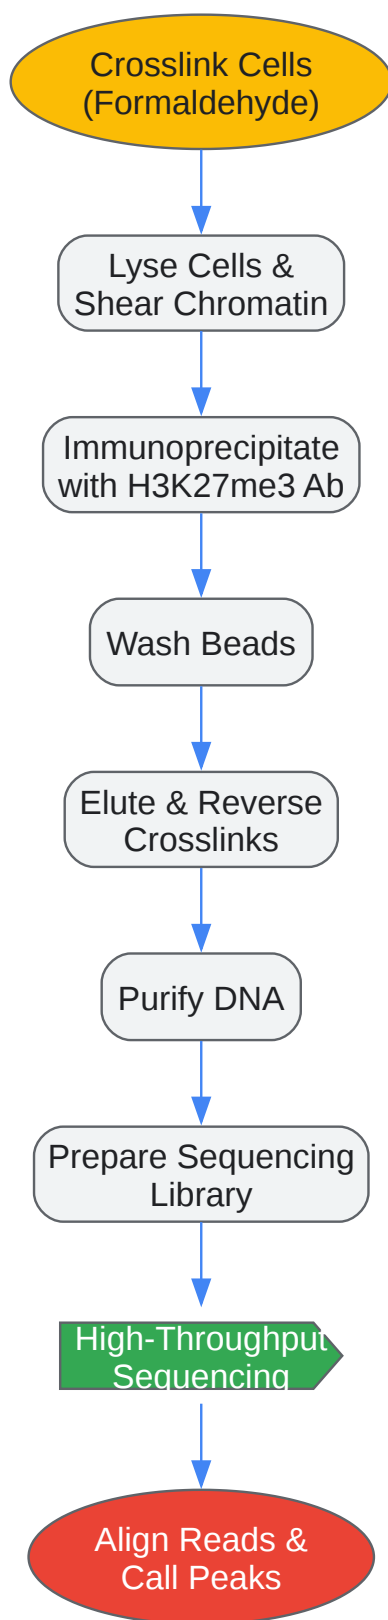 Crosslink Cells
(Formaldehyde)
Lyse Cells &
Shear Chromatin
Immunoprecipitate
with H3K27me3 Ab
Wash Beads
Elute & Reverse
Crosslinks
Purify DNA
Prepare Sequencing
Library
High-Throughput
Sequencing
Align Reads &
Call Peaks